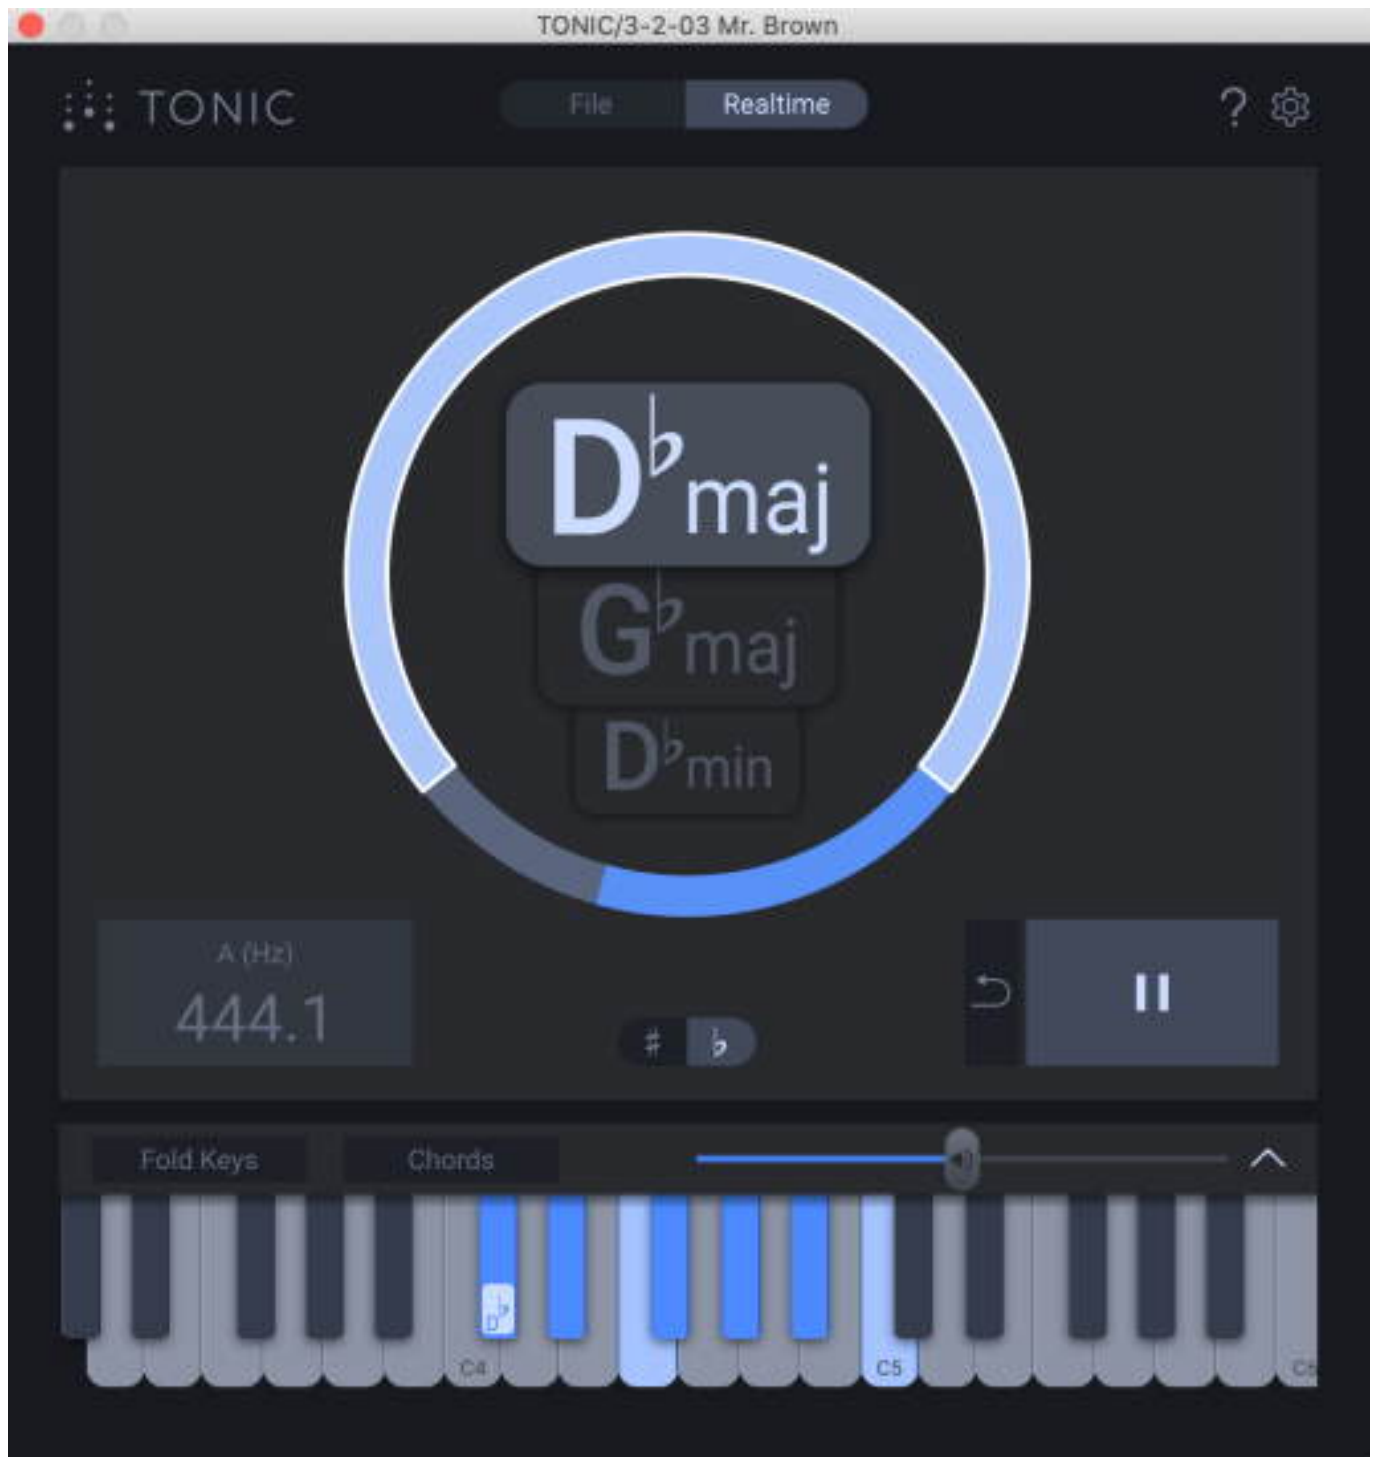 TONIC/3-2-03 Mr. Brown
TONIC
File
Realtime
?
D♭maj
G♭maj
D♭min
A (Hz)
444.1
♯ ♭
Fold Keys
Chords
D♭
C4
C5
C6